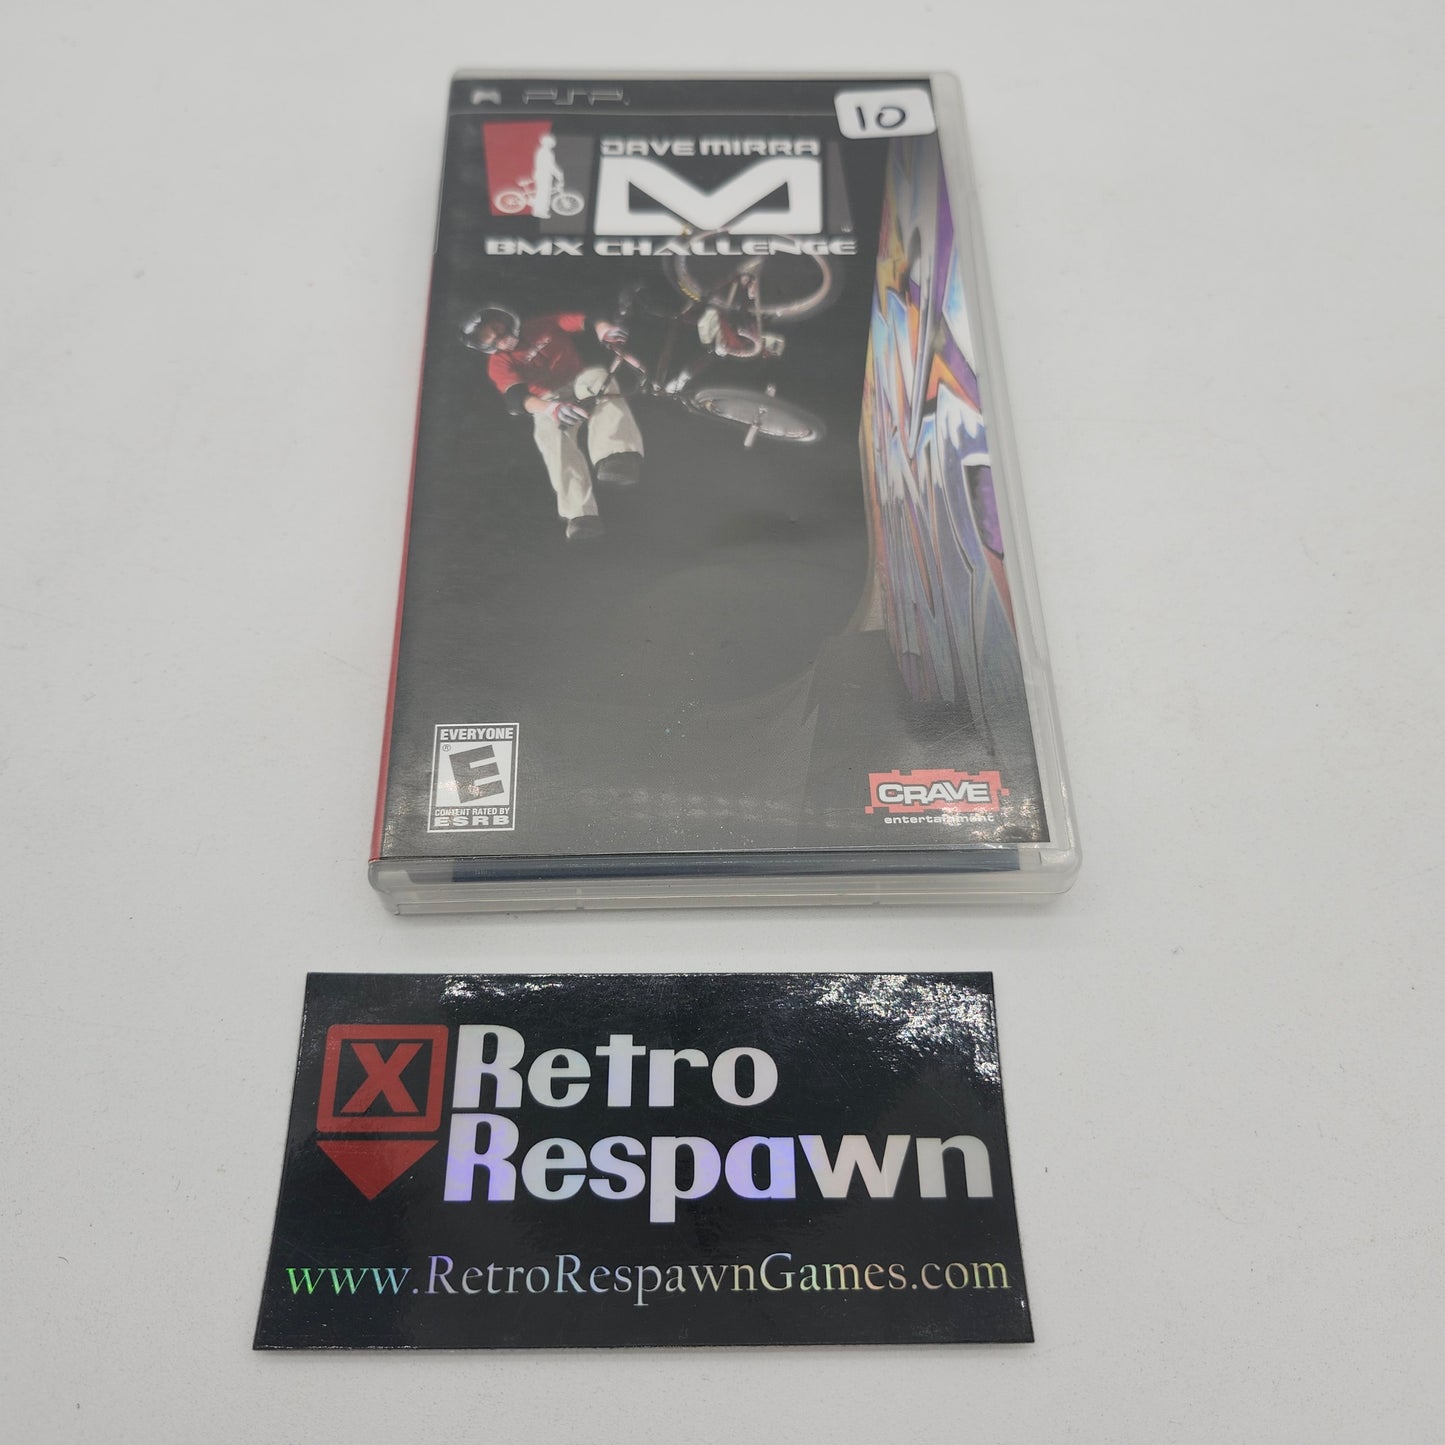 PSP
10
DAVE MIRRA
BMX CHALLENGE
EVERYONE
E
CONTENT RATED BY
ESRB
CRAVE
entertainment
X Retro
Respawn
www.RetroRespawnGames.com